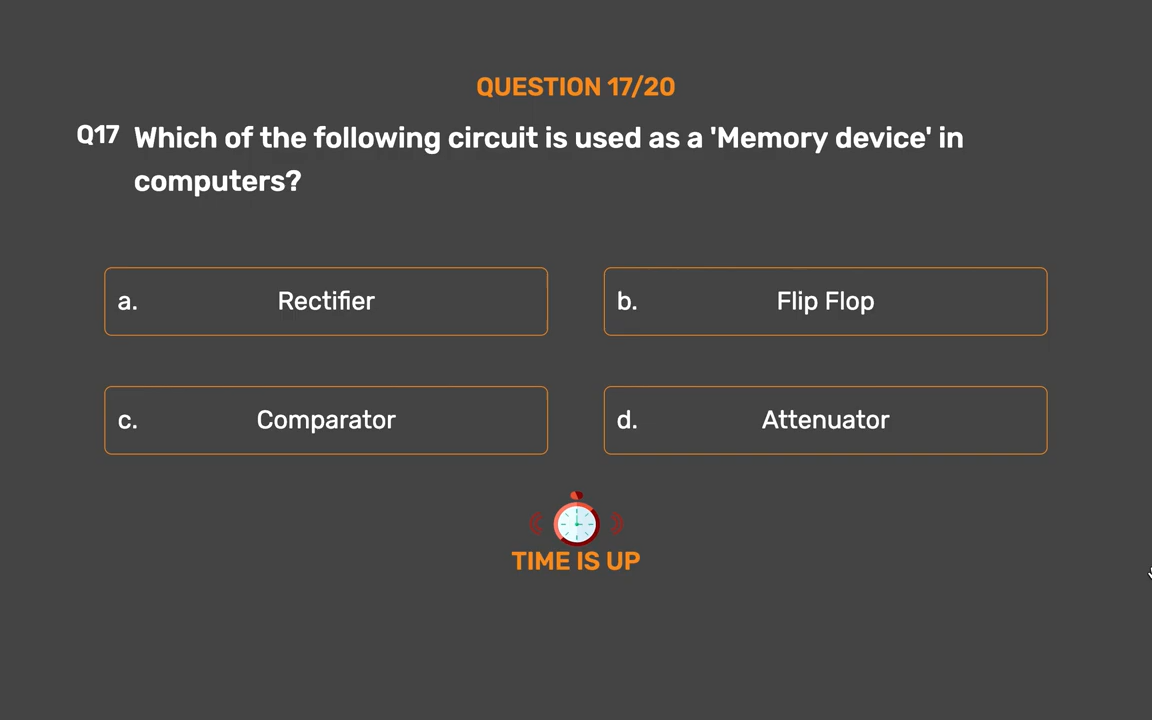 QUESTION 17/20
Q17 Which of the following circuit is used as a 'Memory device' in
computers?
a. Rectifier
b. Flip Flop
c. Comparator
d. Attenuator
TIME IS UP